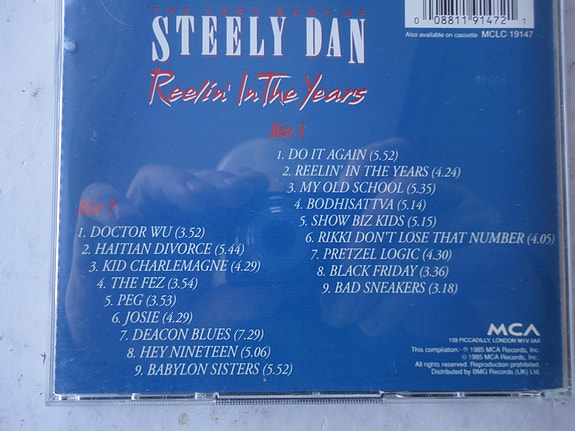 THE VERY BEST OF
STEELY DAN
Reelin' In The Years
0 08811 91472 1
Also available on cassette MCLC 19147
Disc 1
1. DO IT AGAIN (5.52)
2. REELIN' IN THE YEARS (4.24)
3. MY OLD SCHOOL (5.35)
4. BODHISATTVA (5.14)
5. SHOW BIZ KIDS (5.15)
6. RIKKI DON'T LOSE THAT NUMBER (4.05)
7. PRETZEL LOGIC (4.30)
8. BLACK FRIDAY (3.36)
9. BAD SNEAKERS (3.18)
Disc 2
1. DOCTOR WU (3.52)
2. HAITIAN DIVORCE (5.44)
3. KID CHARLEMAGNE (4.29)
4. THE FEZ (3.54)
5. PEG (3.53)
6. JOSIE (4.29)
7. DEACON BLUES (7.29)
8. HEY NINETEEN (5.06)
9. BABYLON SISTERS (5.52)
MCA
139 PICCADILLY, LONDON W1V 0AX
This compilation: ℗ 1985 MCA Records, Inc.
© 1985 MCA Records, Inc.
All rights reserved. Reproduction prohibited.
Distributed by BMG Records (UK) Ltd.